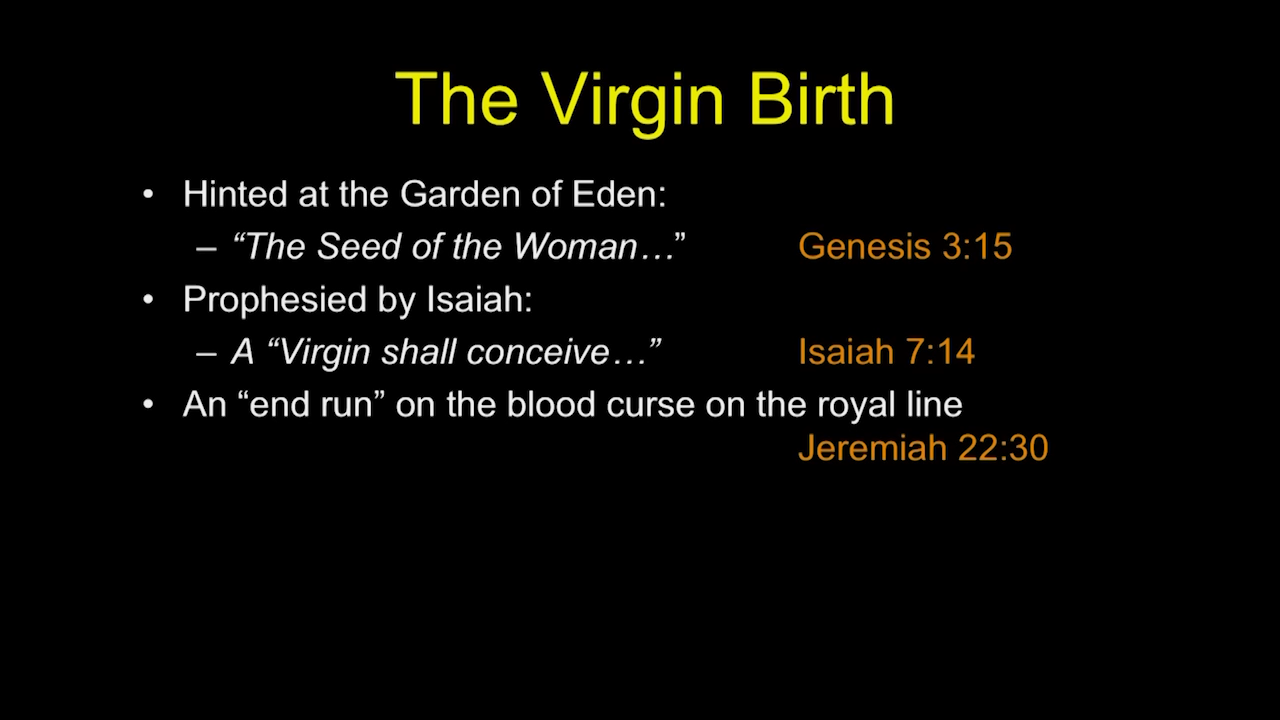 The Virgin Birth
• Hinted at the Garden of Eden:
– “The Seed of the Woman…” Genesis 3:15
• Prophesied by Isaiah:
– A “Virgin shall conceive…” Isaiah 7:14
• An “end run” on the blood curse on the royal line
Jeremiah 22:30